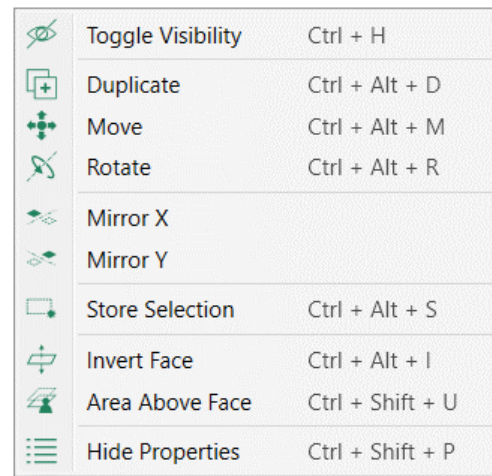 Toggle Visibility Ctrl + H
Duplicate Ctrl + Alt + D
Move Ctrl + Alt + M
Rotate Ctrl + Alt + R
Mirror X
Mirror Y
Store Selection Ctrl + Alt + S
Invert Face Ctrl + Alt + I
Area Above Face Ctrl + Shift + U
Hide Properties Ctrl + Shift + P